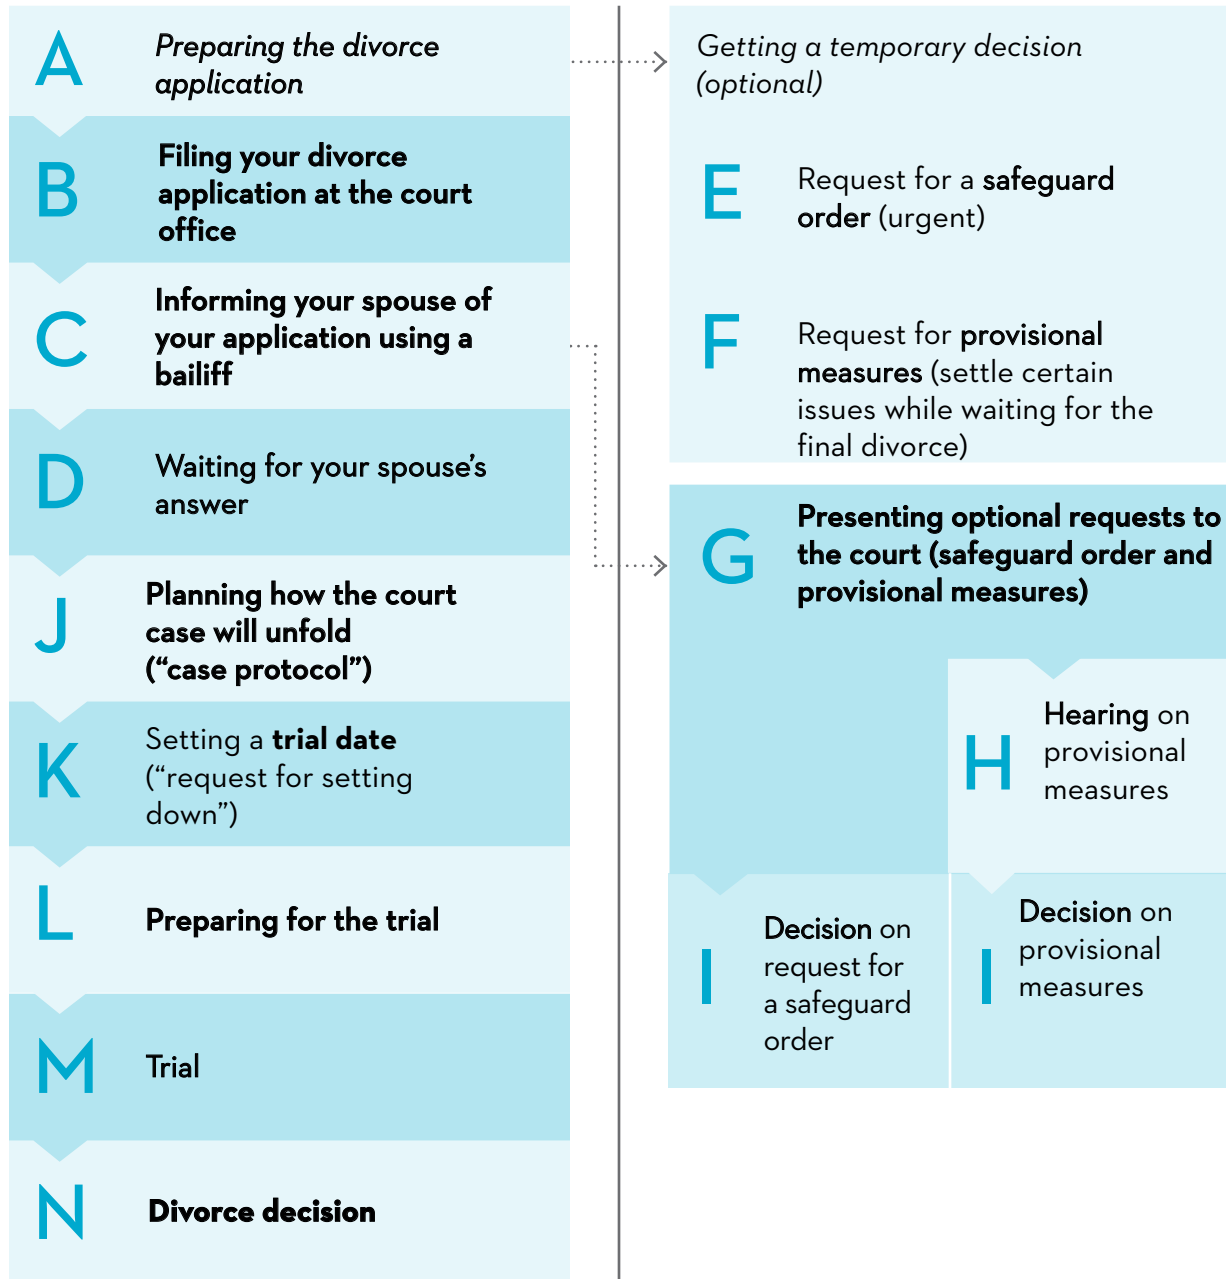 A
Preparing the divorce
application
B
Filing your divorce
application at the court
office
C
Informing your spouse of
your application using a
bailiff
D
Waiting for your spouse’s
answer
J
Planning how the court
case will unfold
(“case protocol”)
K
Setting a trial date
(“request for setting
down”)
L
Preparing for the trial
M
Trial
N
Divorce decision
Getting a temporary decision
(optional)
E
Request for a safeguard
order (urgent)
F
Request for provisional
measures (settle certain
issues while waiting for the
final divorce)
G
Presenting optional requests to
the court (safeguard order and
provisional measures)
H
Hearing on
provisional
measures
I
Decision on
request for
a safeguard
order
I
Decision on
provisional
measures